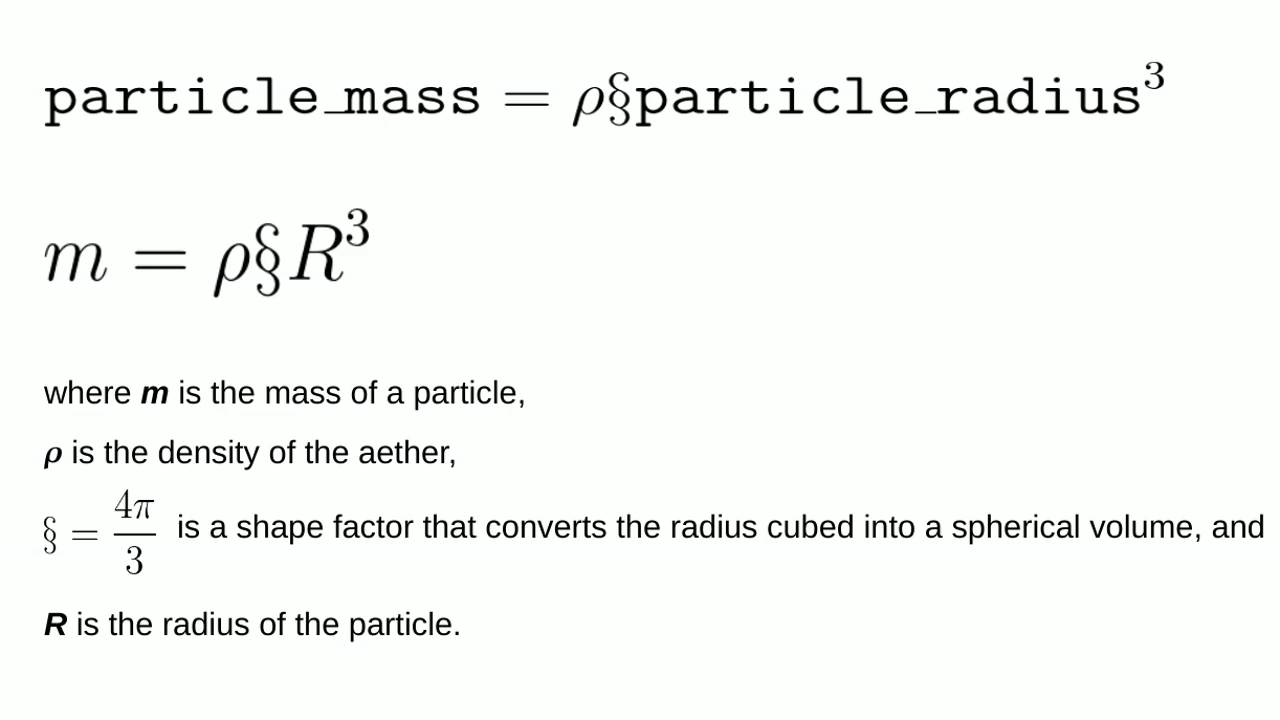 particle_mass = ρ§particle_radius³
m = ρ§R³
where m is the mass of a particle,
ρ is the density of the aether,
§ = 4π/3 is a shape factor that converts the radius cubed into a spherical volume, and
R is the radius of the particle.